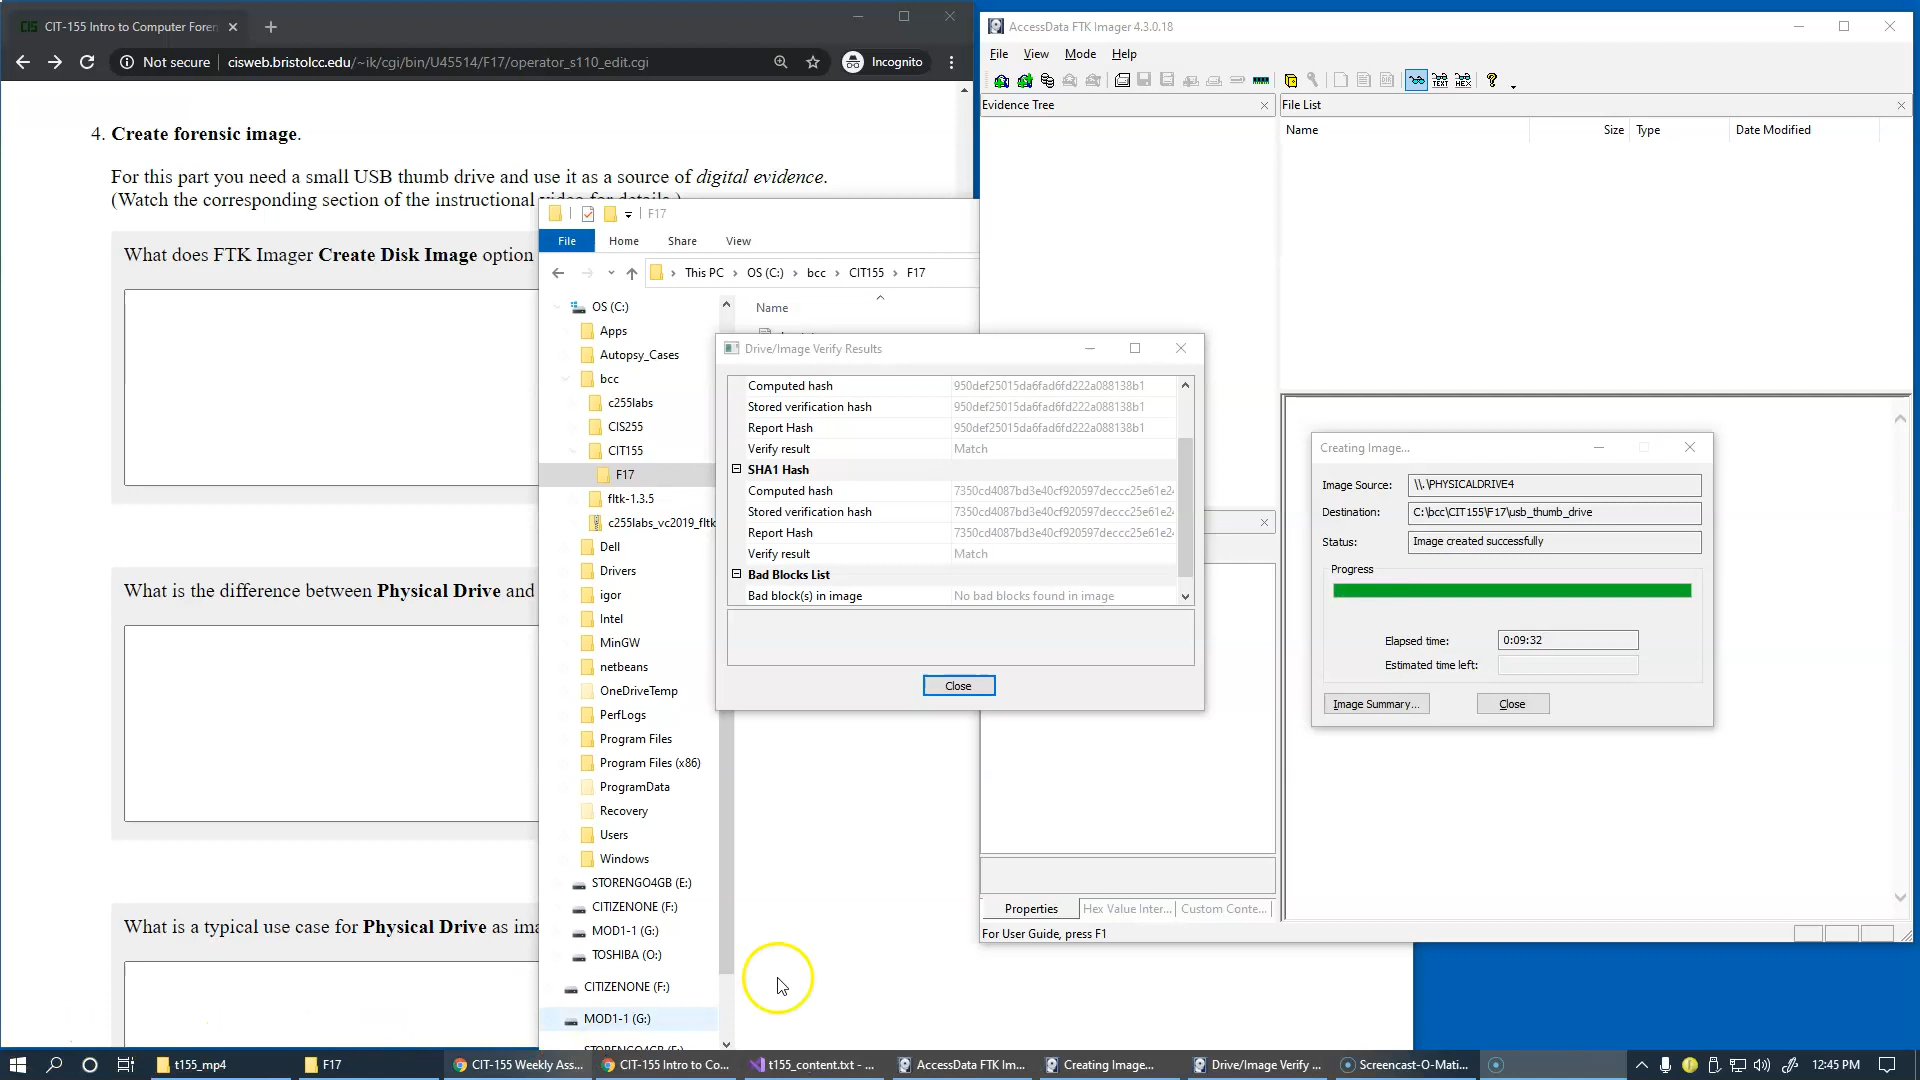 CIT-155 Intro to Computer Foren
Not secure
cisweb.bristolcc.edu/~ik/cgi/bin/U45514/F17/operator_s110_edit.cgi
Incognito
4. Create forensic image.
For this part you need a small USB thumb drive and use it as a source of digital evidence.
(Watch the corresponding section of the instructional video for details.)
What does FTK Imager Create Disk Image option
What is the difference between Physical Drive and
What is a typical use case for Physical Drive as ima
F17
File Home Share View
This PC › OS (C:) › bcc › CIT155 › F17
Name
OS (C:)
Apps
Autopsy_Cases
bcc
c255labs
CIS255
CIT155
F17
fltk-1.3.5
c255labs_vc2019_fltk
Dell
Drivers
igor
Intel
MinGW
netbeans
OneDriveTemp
PerfLogs
Program Files
Program Files (x86)
ProgramData
Recovery
Users
Windows
STORENGO4GB (E:)
CITIZENONE (F:)
MOD1-1 (G:)
TOSHIBA (O:)
CITIZENONE (F:)
MOD1-1 (G:)
STORENGO4GB (E:)
Drive/Image Verify Results
Computed hash 950def25015da6fad6fd222a088138b1
Stored verification hash 950def25015da6fad6fd222a088138b1
Report Hash 950def25015da6fad6fd222a088138b1
Verify result Match
SHA1 Hash
Computed hash 7350cd4087bd3e40cf920597deccc25e61e24
Stored verification hash 7350cd4087bd3e40cf920597deccc25e61e24
Report Hash 7350cd4087bd3e40cf920597deccc25e61e24
Verify result Match
Bad Blocks List
Bad block(s) in image No bad blocks found in image
Close
AccessData FTK Imager 4.3.0.18
File View Mode Help
TEXT HEX
Evidence Tree
File List
Name Size Type Date Modified
Creating Image...
Image Source: \\.\PHYSICALDRIVE4
Destination: C:\bcc\CIT155\F17\usb_thumb_drive
Status: Image created successfully
Progress
Elapsed time: 0:09:32
Estimated time left:
Image Summary... Close
Properties Hex Value Inter... Custom Conte...
For User Guide, press F1
t155_mp4
F17
CIT-155 Weekly Ass...
CIT-155 Intro to Co...
t155_content.txt - ...
AccessData FTK Im...
Creating Image...
Drive/Image Verify ...
Screencast-O-Mati...
12:45 PM